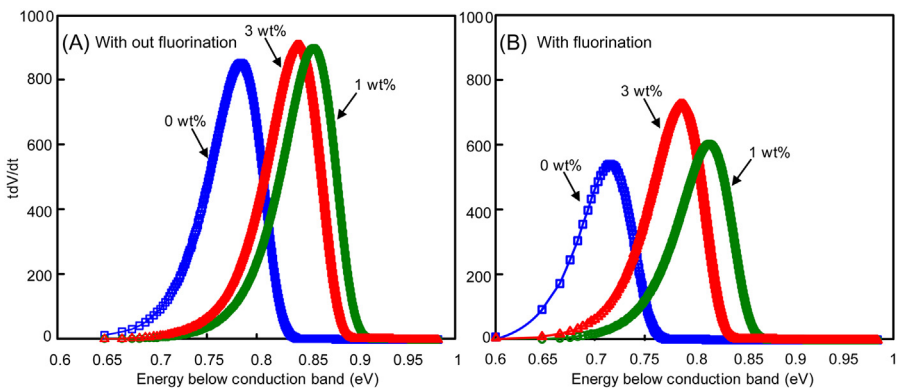 1000
800
600
400
200
0
tdV/dt
(A) With out fluorination
3 wt%
1 wt%
0 wt%
0.6 0.65 0.7 0.75 0.8 0.85 0.9 0.95 1
Energy below conduction band (eV)
1000
800
600
400
200
0
(B) With fluorination
3 wt%
1 wt%
0 wt%
0.6 0.65 0.7 0.75 0.8 0.85 0.9 0.95 1
Energy below conduction band (eV)